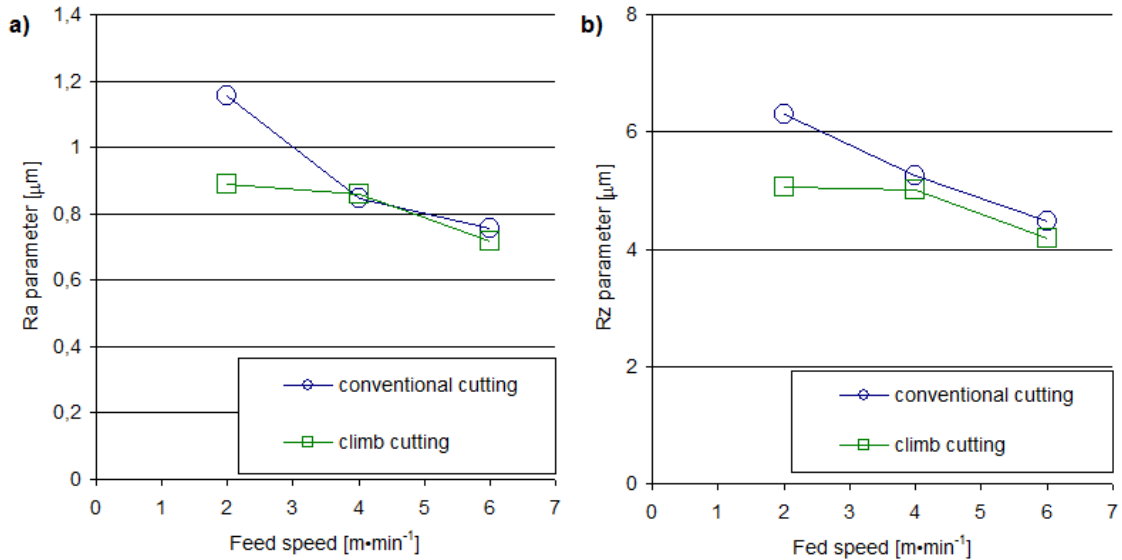 a)
Ra parameter [μm]
1,4
1,2
1
0,8
0,6
0,4
0,2
0
0 1 2 3 4 5 6 7
Feed speed [m•min⁻¹]
conventional cutting
climb cutting
b)
Rz parameter [μm]
8
6
4
2
0
0 1 2 3 4 5 6 7
Fed speed [m•min⁻¹]
conventional cutting
climb cutting